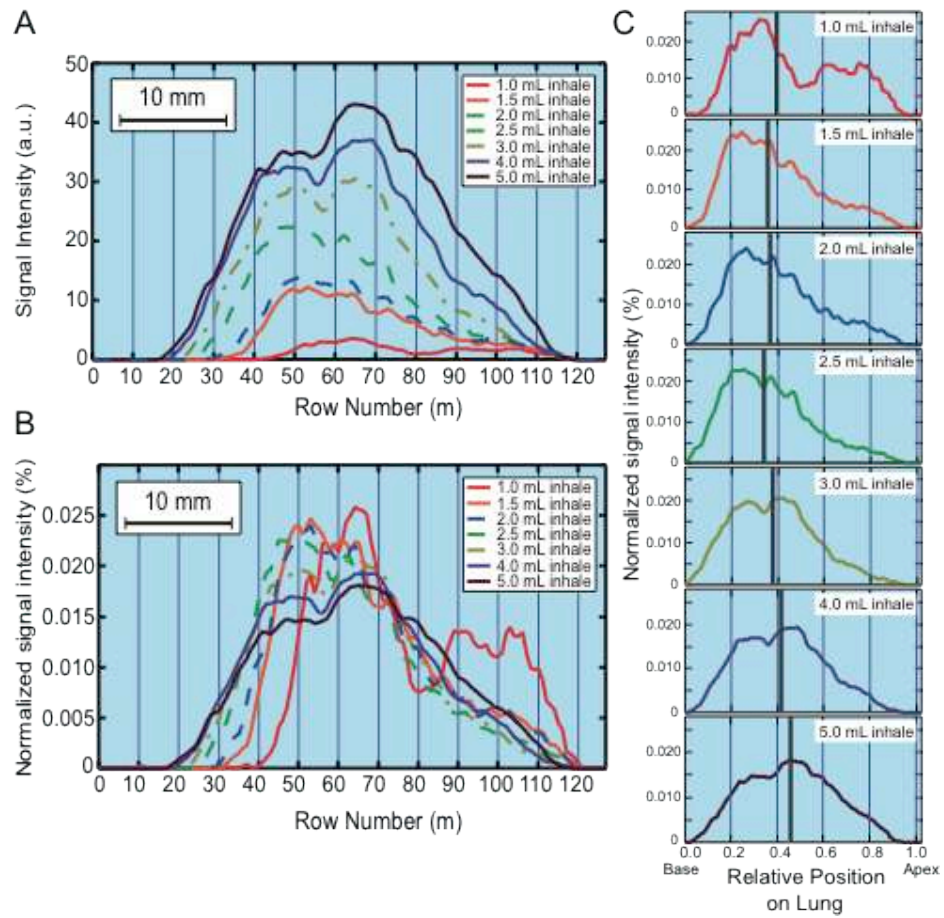 A
Signal Intensity (a.u.)
50
40
30
20
10
0
10 mm
1.0 mL inhale
1.5 mL inhale
2.0 mL inhale
2.5 mL inhale
3.0 mL inhale
4.0 mL inhale
5.0 mL inhale
0 10 20 30 40 50 60 70 80 90 100 110 120
Row Number (m)
B
Normalized signal intensity (%)
0.025
0.020
0.015
0.010
0.005
0
10 mm
1.0 mL inhale
1.5 mL inhale
2.0 mL inhale
2.5 mL inhale
3.0 mL inhale
4.0 mL inhale
5.0 mL inhale
0 10 20 30 40 50 60 70 80 90 100 110 120
Row Number (m)
C
Normalized signal intensity (%)
1.0 mL inhale
0.020
0.010
0
1.5 mL inhale
0.020
0.010
0
2.0 mL inhale
0.020
0.010
0
2.5 mL inhale
0.020
0.010
0
3.0 mL inhale
0.020
0.010
0
4.0 mL inhale
0.020
0.010
0
5.0 mL inhale
0.020
0.010
0
0.0 0.2 0.4 0.6 0.8 1.0
Base Apex
Relative Position
on Lung